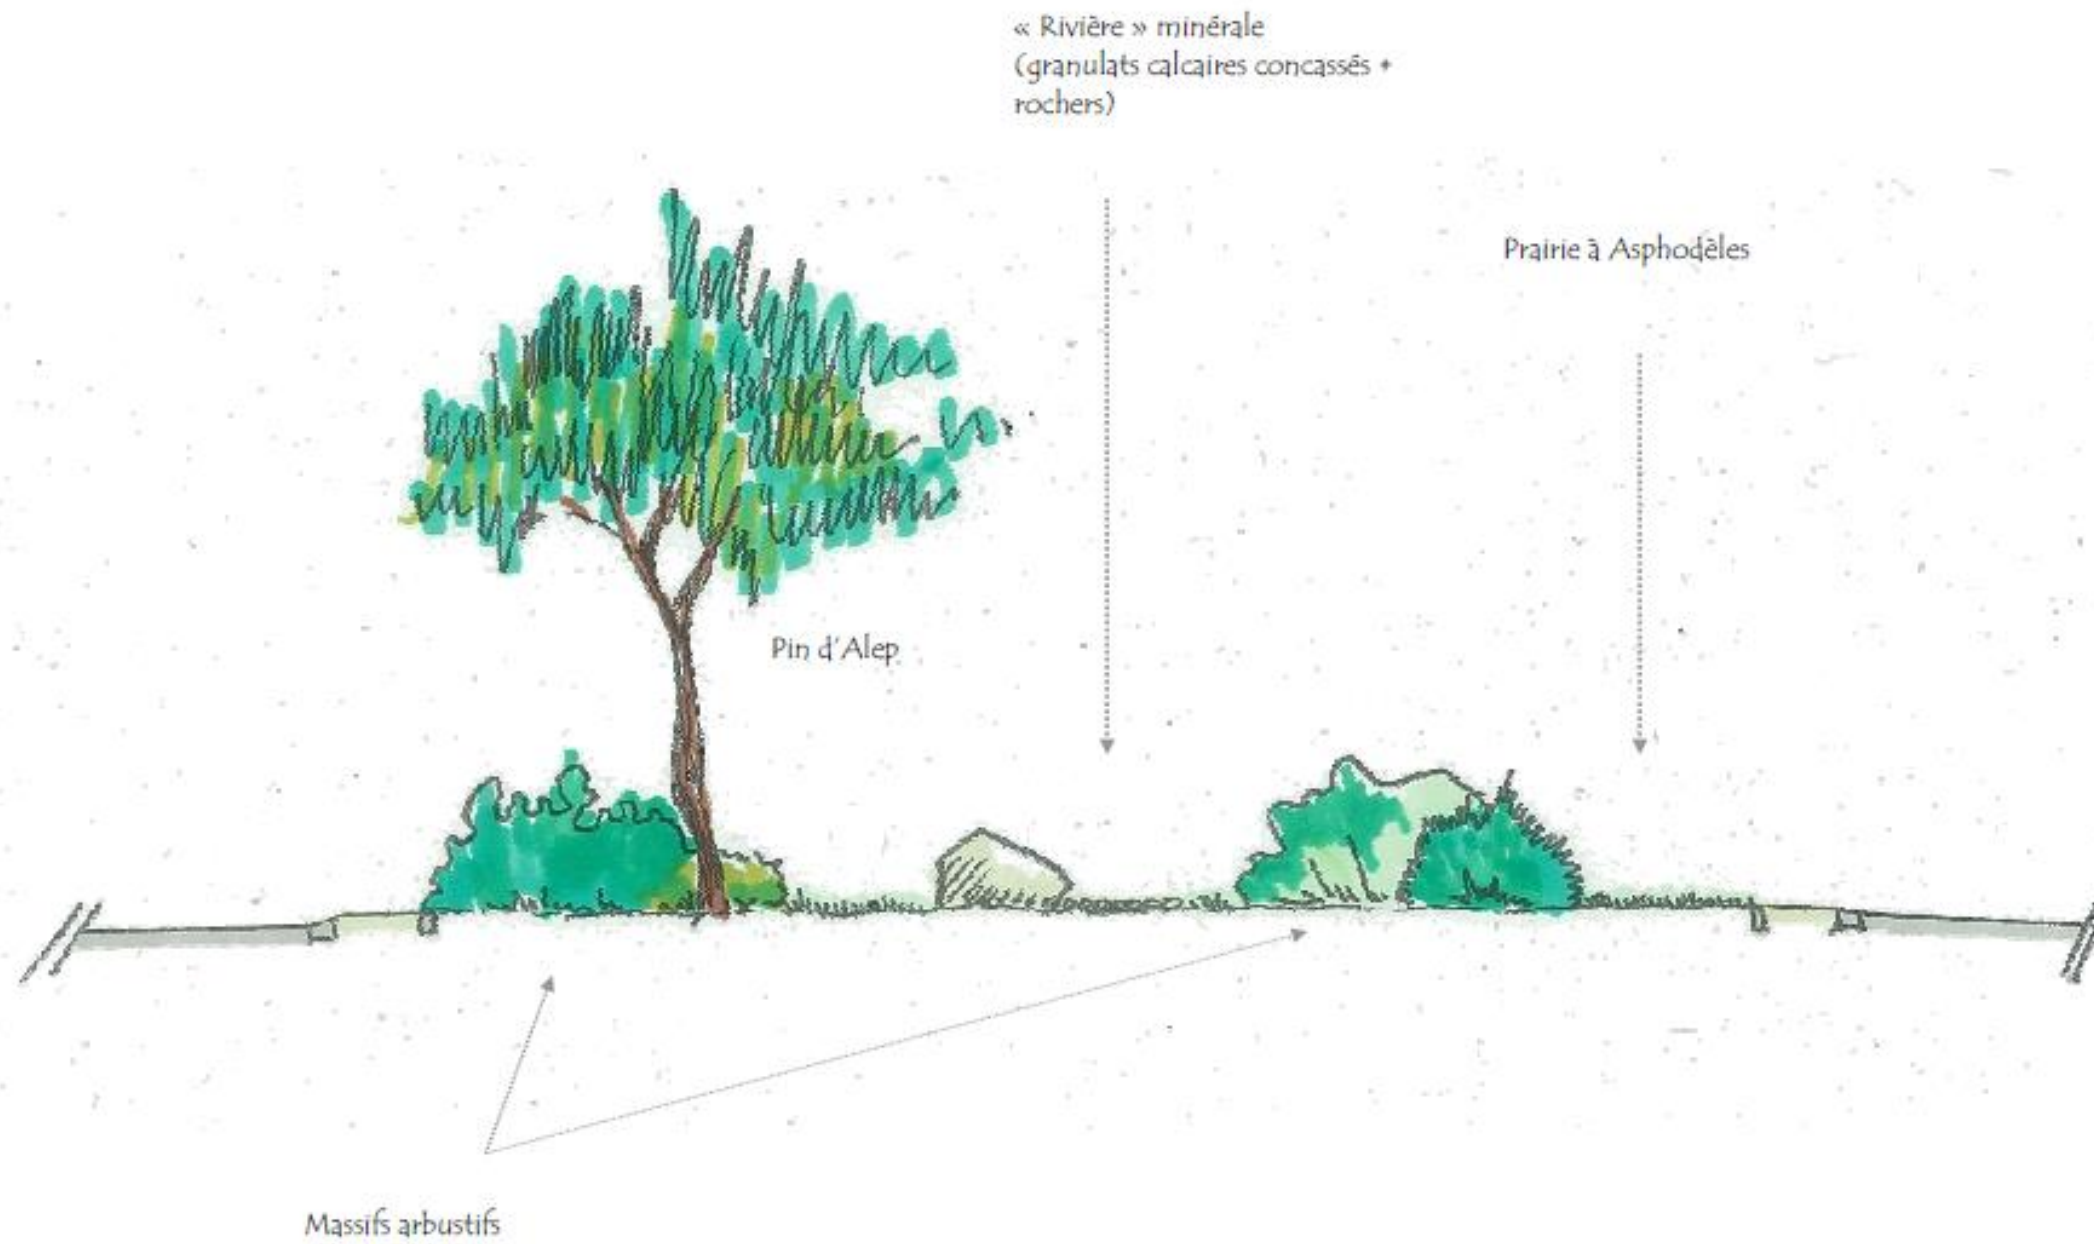 « Rivière » minérale
(granulats calcaires concassés +
rochers)
Prairie à Asphodèles
Pin d'Alep
Massifs arbustifs